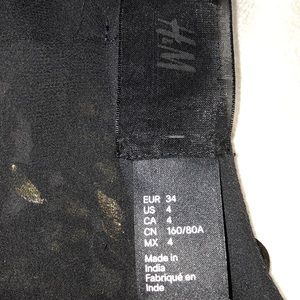 H&M
EUR 34
US 4
CA 4
CN 160/80A
MX 4
Made in
India
Fabriqué en
Inde